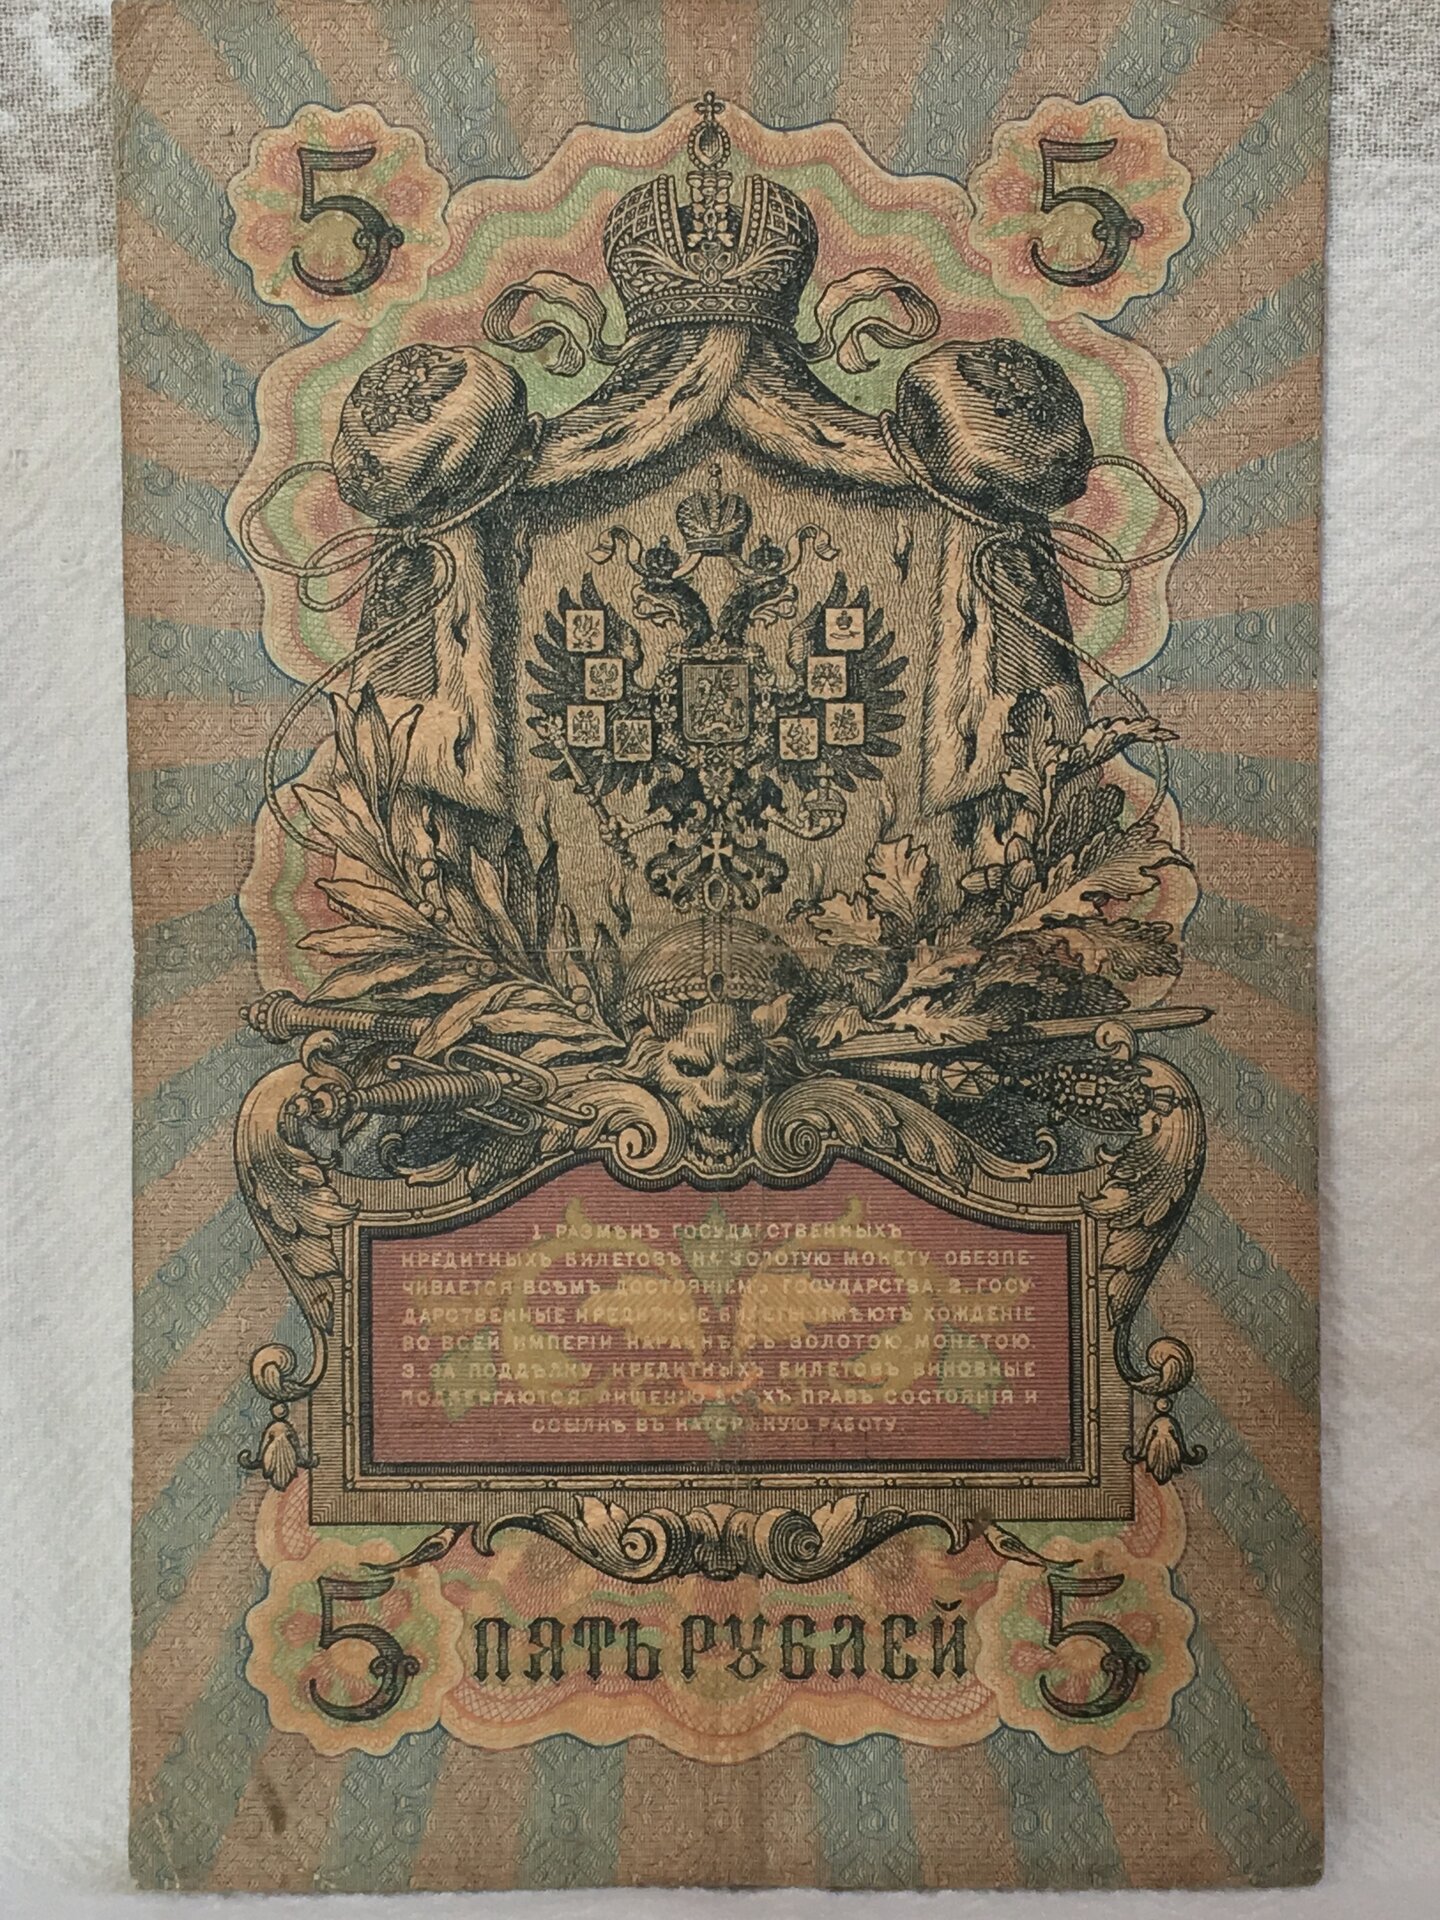 5 5
1. РАЗМѢНЪ ГОСУДАРСТВЕННЫХЪ
КРЕДИТНЫХЪ БИЛЕТОВЪ НА ЗОЛОТУЮ МОНЕТУ ОБЕЗПЕ-
ЧИВАЕТСЯ ВСѢМЪ ДОСТОЯНІЕМЪ ГОСУДАРСТВА. 2. ГОСУ-
ДАРСТВЕННЫЕ КРЕДИТНЫЕ БИЛЕТЫ ИМѢЮТЪ ХОЖДЕНІЕ
ВО ВСЕЙ ИМПЕРІИ НАРАВНѢ СЪ ЗОЛОТОЮ МОНЕТОЮ.
3. ЗА ПОДДѢЛКУ КРЕДИТНЫХЪ БИЛЕТОВЪ ВИНОВНЫЕ
ПОДВЕРГАЮТСЯ ЛИШЕНІЮ ВСѢХЪ ПРАВЪ СОСТОЯНІЯ И
ССЫЛКѢ ВЪ КАТОРЖНУЮ РАБОТУ.
5 ПЯТЬ РУБЛЕЙ 5